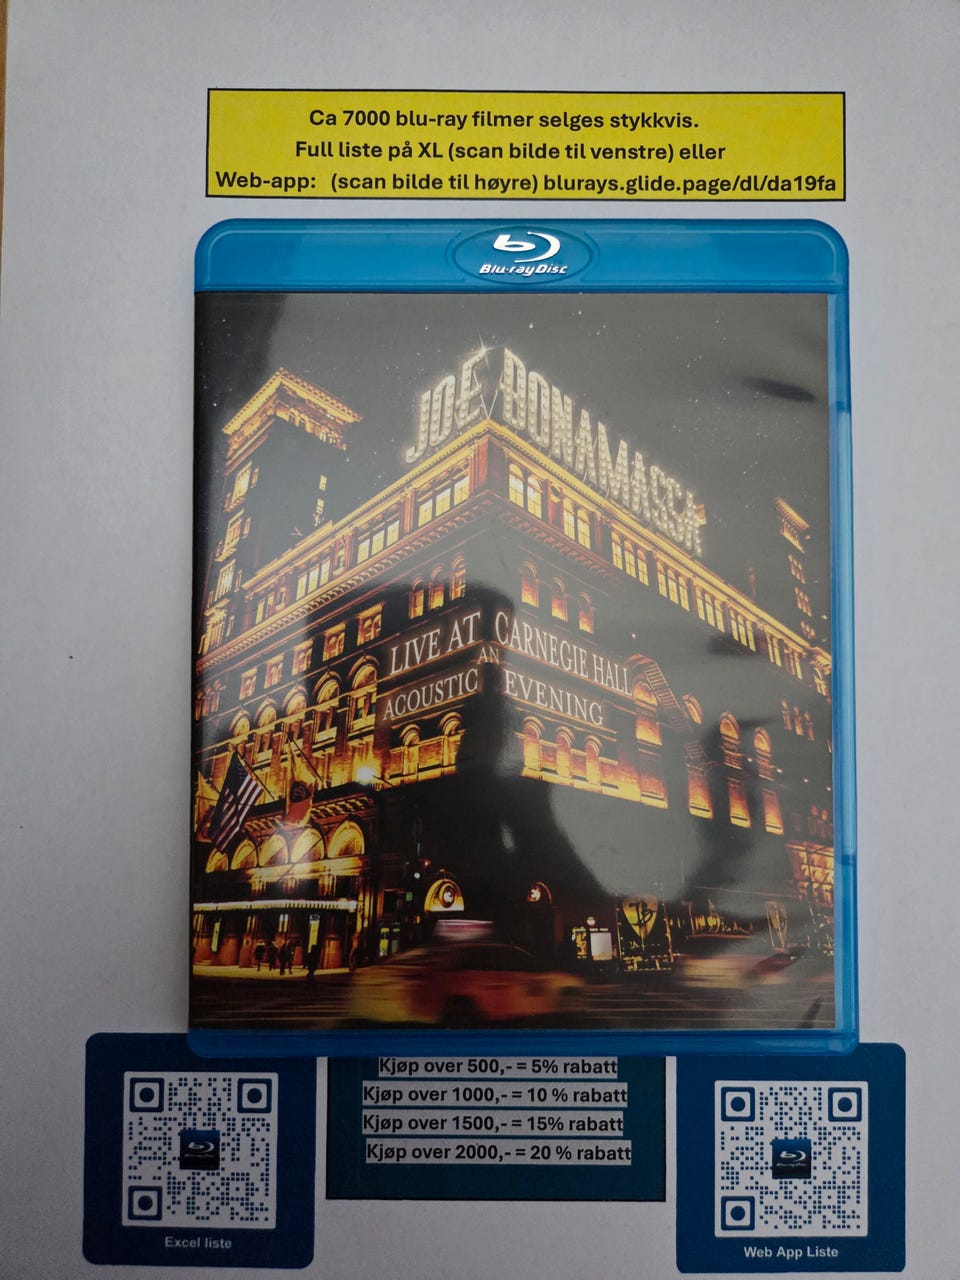 Ca 7000 blu-ray filmer selges stykkvis.
Full liste på XL (scan bilde til venstre) eller
Web-app: (scan bilde til høyre) blurays.glide.page/dl/da19fa
Blu-ray Disc
JOE BONAMASSA
LIVE AT CARNEGIE HALL
AN
ACOUSTIC EVENING
Kjøp over 500,- = 5% rabatt
Kjøp over 1000,- = 10 % rabatt
Kjøp over 1500,- = 15% rabatt
Kjøp over 2000,- = 20 % rabatt
Excel liste
Web App Liste